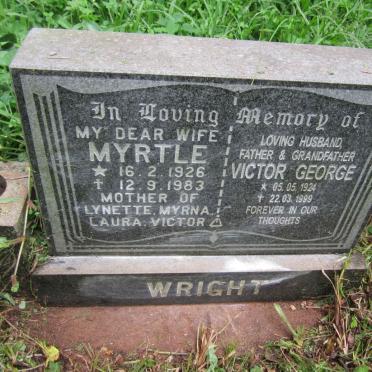 In Loving Memory of
MY DEAR WIFE
MYRTLE
★ 16.2.1926
✝ 12.9.1983
MOTHER OF
LYNETTE, MYRNA,
LAURA, VICTOR
LOVING HUSBAND,
FATHER & GRANDFATHER
VICTOR GEORGE
★ 05.05.1924
✝ 22.03.1999
FOREVER IN OUR
THOUGHTS
WRIGHT